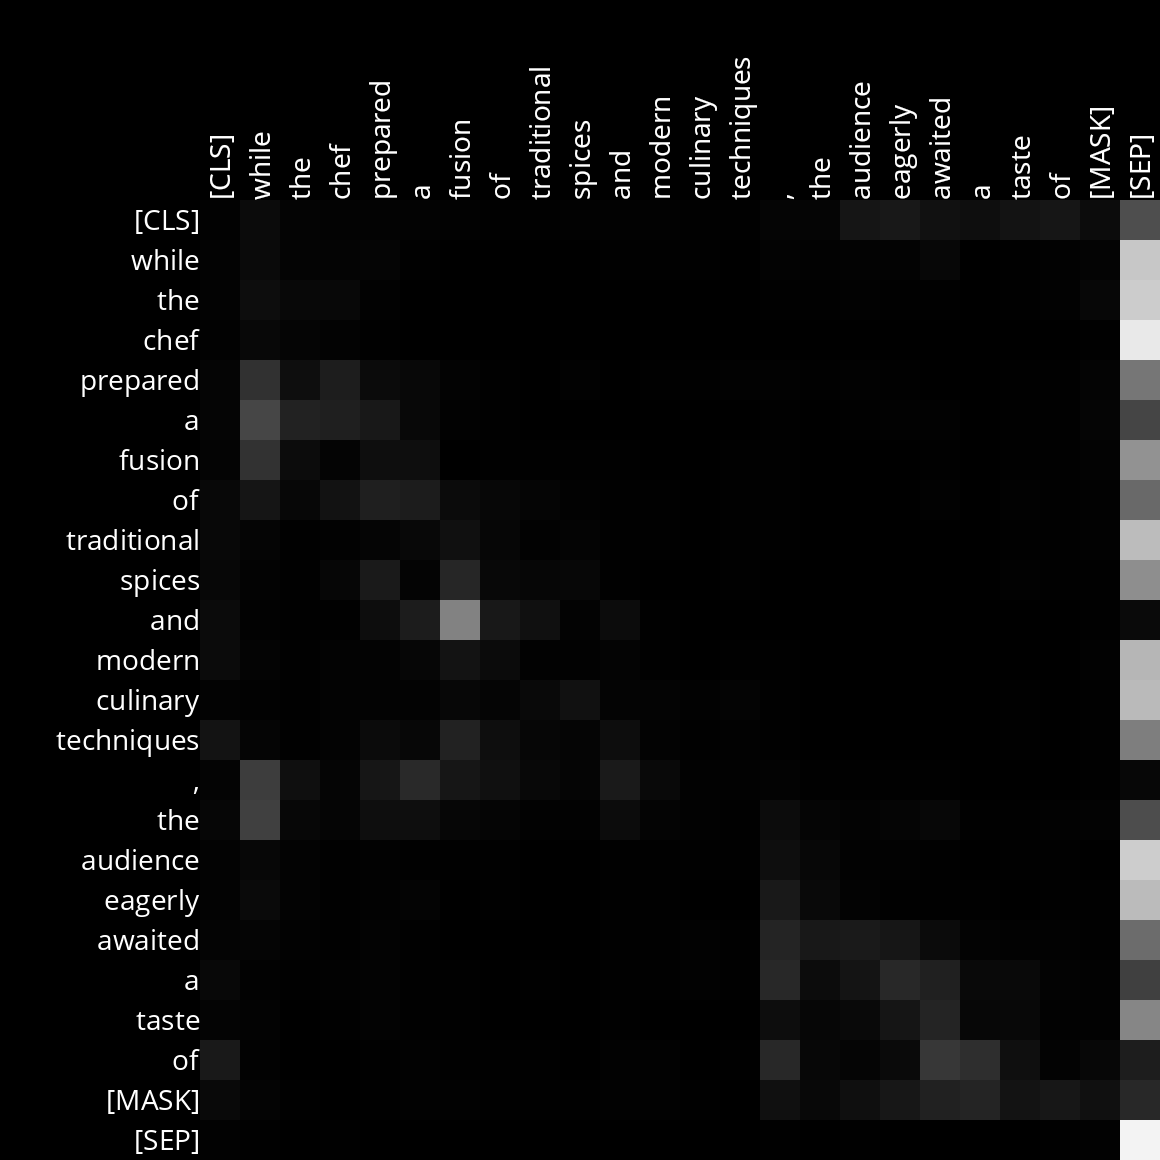 [CLS] while the chef prepared a fusion of traditional spices and modern culinary techniques , the audience eagerly awaited a taste of [MASK] [SEP]
[CLS]
while
the
chef
prepared
a
fusion
of
traditional
spices
and
modern
culinary
techniques
,
the
audience
eagerly
awaited
a
taste
of
[MASK]
[SEP]